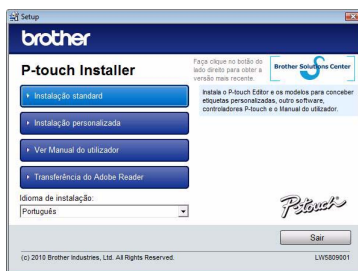 Setup
brother
P-touch Installer
Faça clique no botão do
lado direito para obter a
versão mais recente.
Brother Solutions Center
Instalação standard
Instala o P-touch Editor e os modelos para conceber
etiquetas personalizadas, outro software,
controladores P-touch e o Manual do utilizador.
Instalação personalizada
Ver Manual do utilizador
Transferência do Adobe Reader
Idioma de instalação:
Português
P-touch
Sair
(c) 2010 Brother Industries, Ltd. All Rights Reserved.
LW5809001